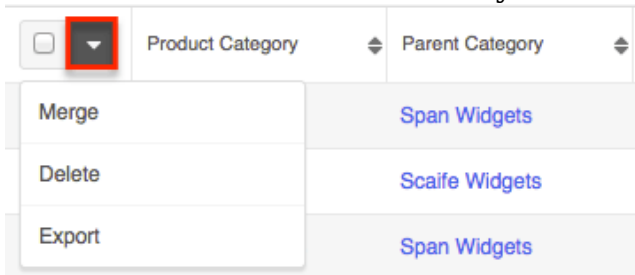 Product Category Parent Category
Merge Span Widgets
Delete Scaife Widgets
Export Span Widgets